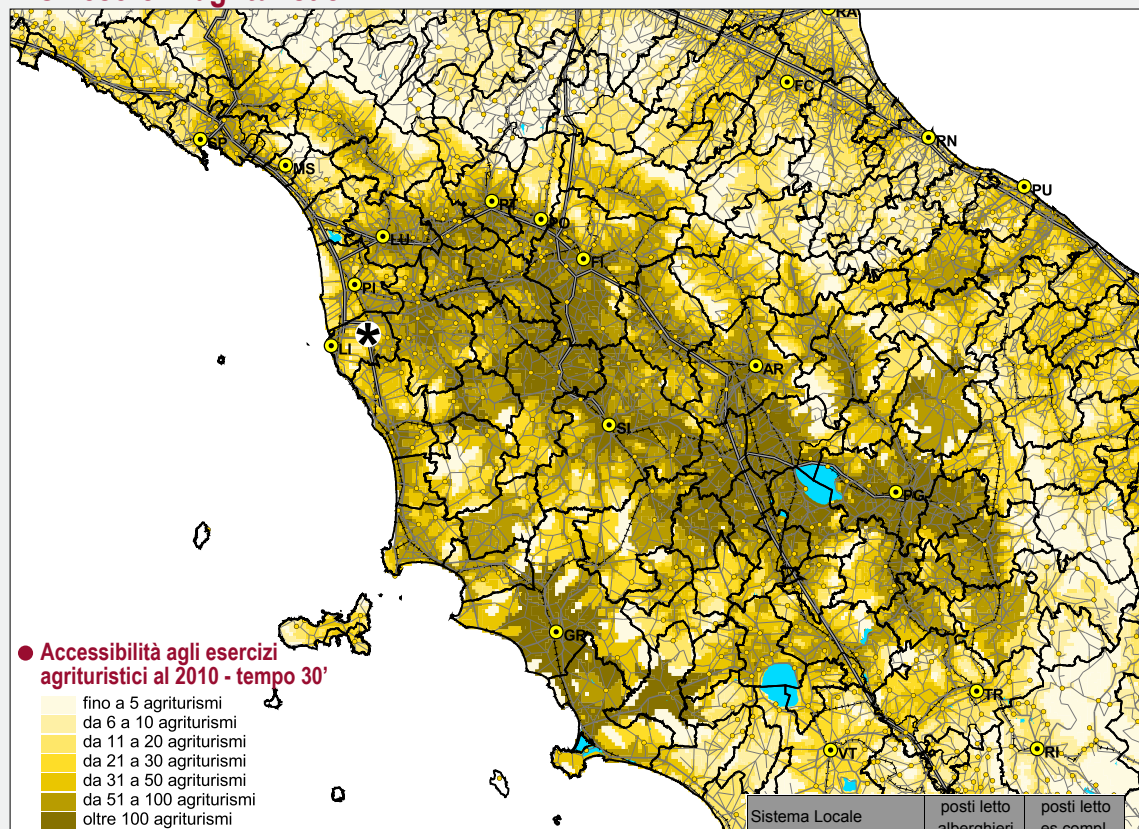 RA
FC
RN
PU
SP
MS
PT
PO
LU
FI
PI
LI
*
AR
SI
PG
GR
TR
VT
RI
Accessibilità agli esercizi
agrituristici al 2010 - tempo 30'
fino a 5 agriturismi
da 6 a 10 agriturismi
da 11 a 20 agriturismi
da 21 a 30 agriturismi
da 31 a 50 agriturismi
da 51 a 100 agriturismi
oltre 100 agriturismi
Sistema Locale
posti letto
alberghieri
posti letto
es.compl.